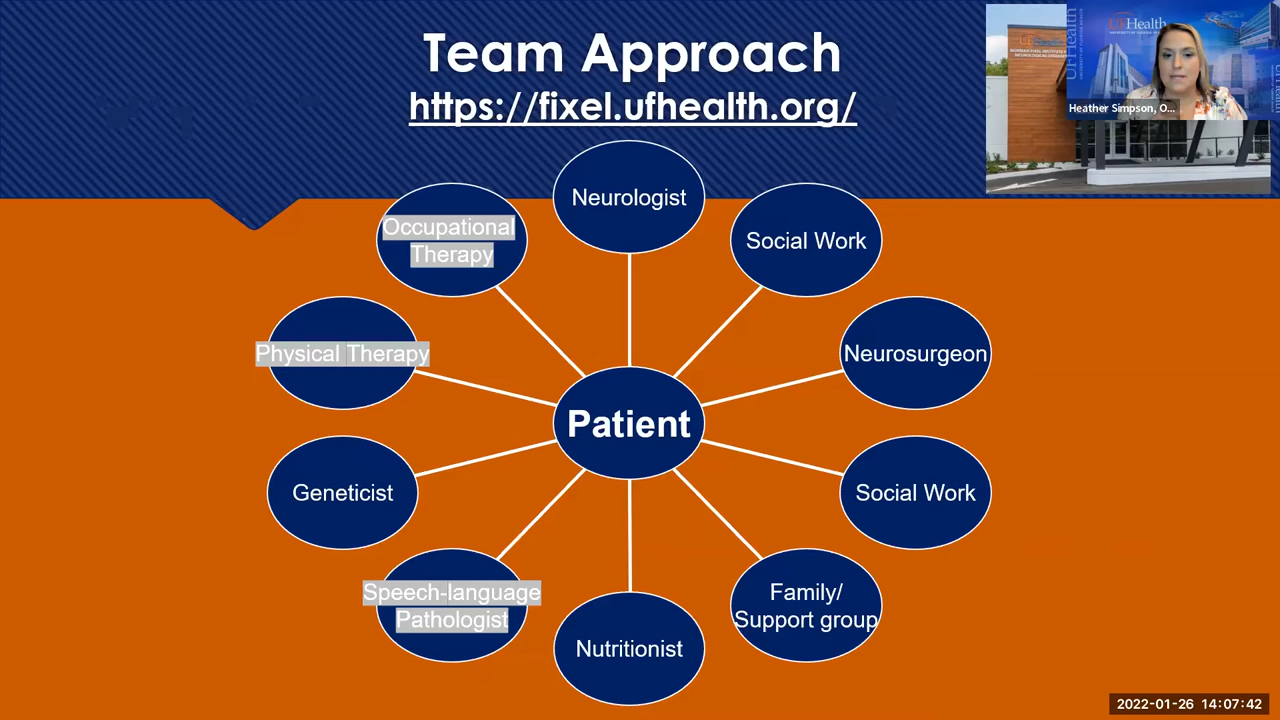 Team Approach
https://fixel.ufhealth.org/
UFHealth
Heather Simpson, O...
Neurologist
Occupational
Therapy
Social Work
Physical Therapy
Neurosurgeon
Patient
Geneticist
Social Work
Speech-language
Pathologist
Family/
Support group
Nutritionist
2022-01-26 14:07:42